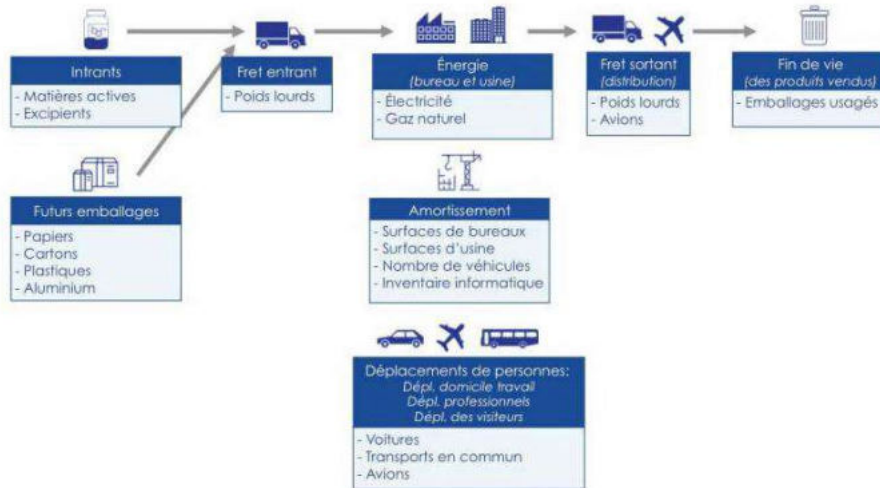 Intrants
- Matières actives
- Excipients
Fret entrant
- Poids lourds
Énergie
(bureau et usine)
- Électricité
- Gaz naturel
Fret sortant
(distribution)
- Poids lourds
- Avions
Fin de vie
(des produits vendus)
- Emballages usagés
Futurs emballages
- Papiers
- Cartons
- Plastiques
- Aluminium
Amortissement
- Surfaces de bureaux
- Surfaces d'usine
- Nombre de véhicules
- Inventaire informatique
Déplacements de personnes:
Dépl. domicile travail
Dépl. professionnels
Dépl. des visiteurs
- Voitures
- Transports en commun
- Avions